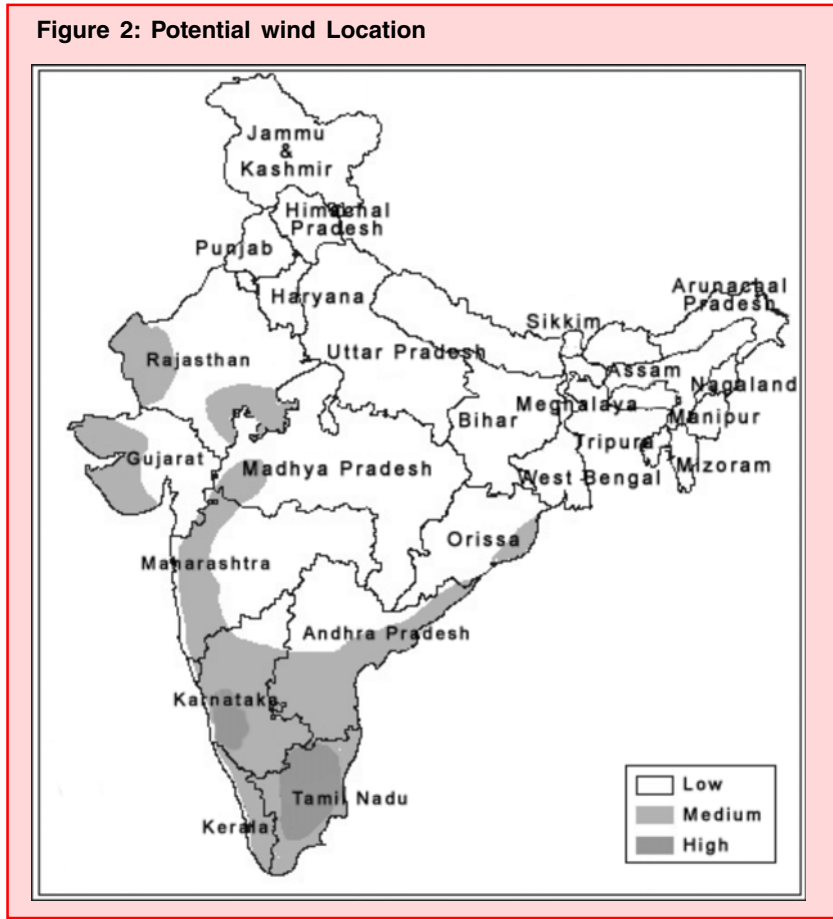 Figure 2: Potential wind Location
Jammu
&
Kashmir
Himachal
Pradesh
Punjab
Haryana
Arunachal
Pradesh
Sikkim
Rajasthan
Uttar Pradesh
Assam
Nagaland
Meghalaya
Bihar
Manipur
Tripura
Gujarat
Madhya Pradesh
Mizoram
West Bengal
Orissa
Maharashtra
Andhra Pradesh
Karnataka
Tamil Nadu
Kerala
Low
Medium
High